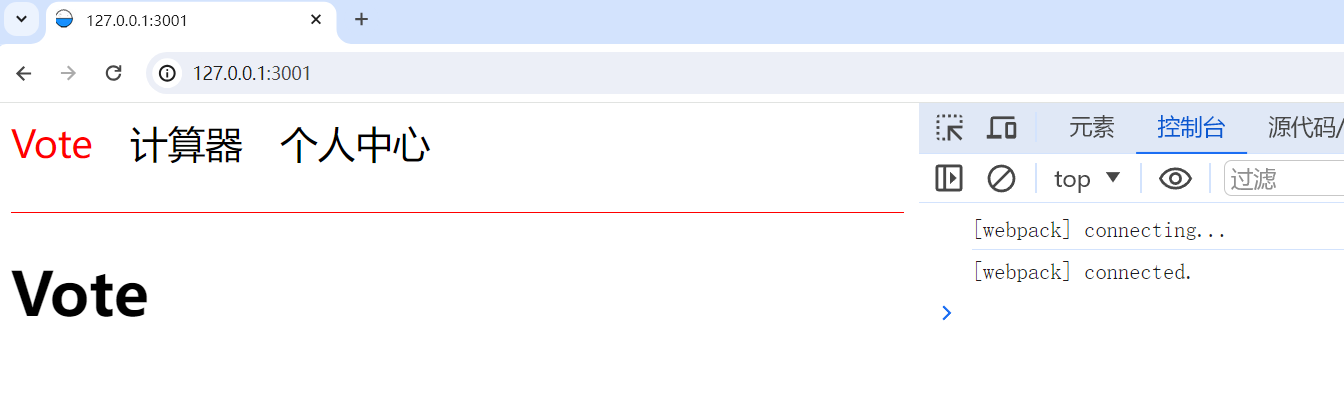 127.0.0.1:3001
127.0.0.1:3001
Vote 计算器 个人中心
Vote
元素 控制台 源代码/
top 过滤
[webpack] connecting...
[webpack] connected.